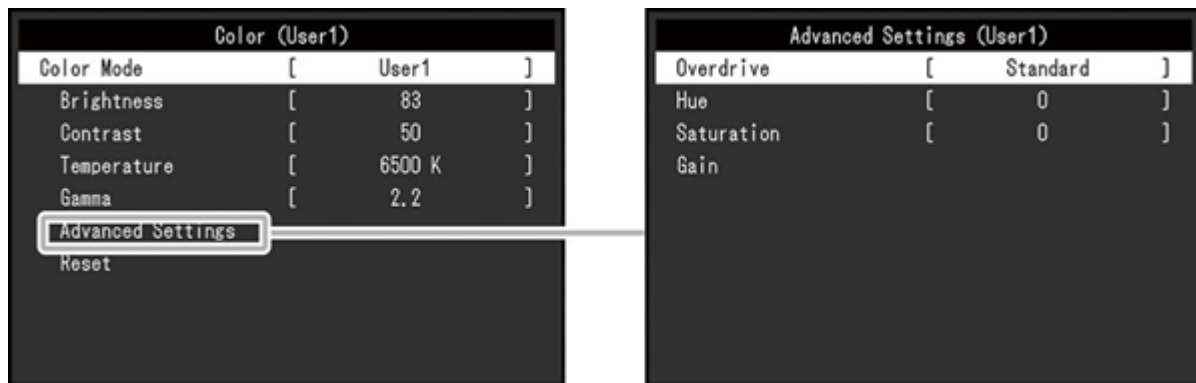 Color (User1)
Color Mode [ User1 ]
Brightness [ 83 ]
Contrast [ 50 ]
Temperature [ 6500 K ]
Gamma [ 2.2 ]
Advanced Settings
Reset
Advanced Settings (User1)
Overdrive [ Standard ]
Hue [ 0 ]
Saturation [ 0 ]
Gain